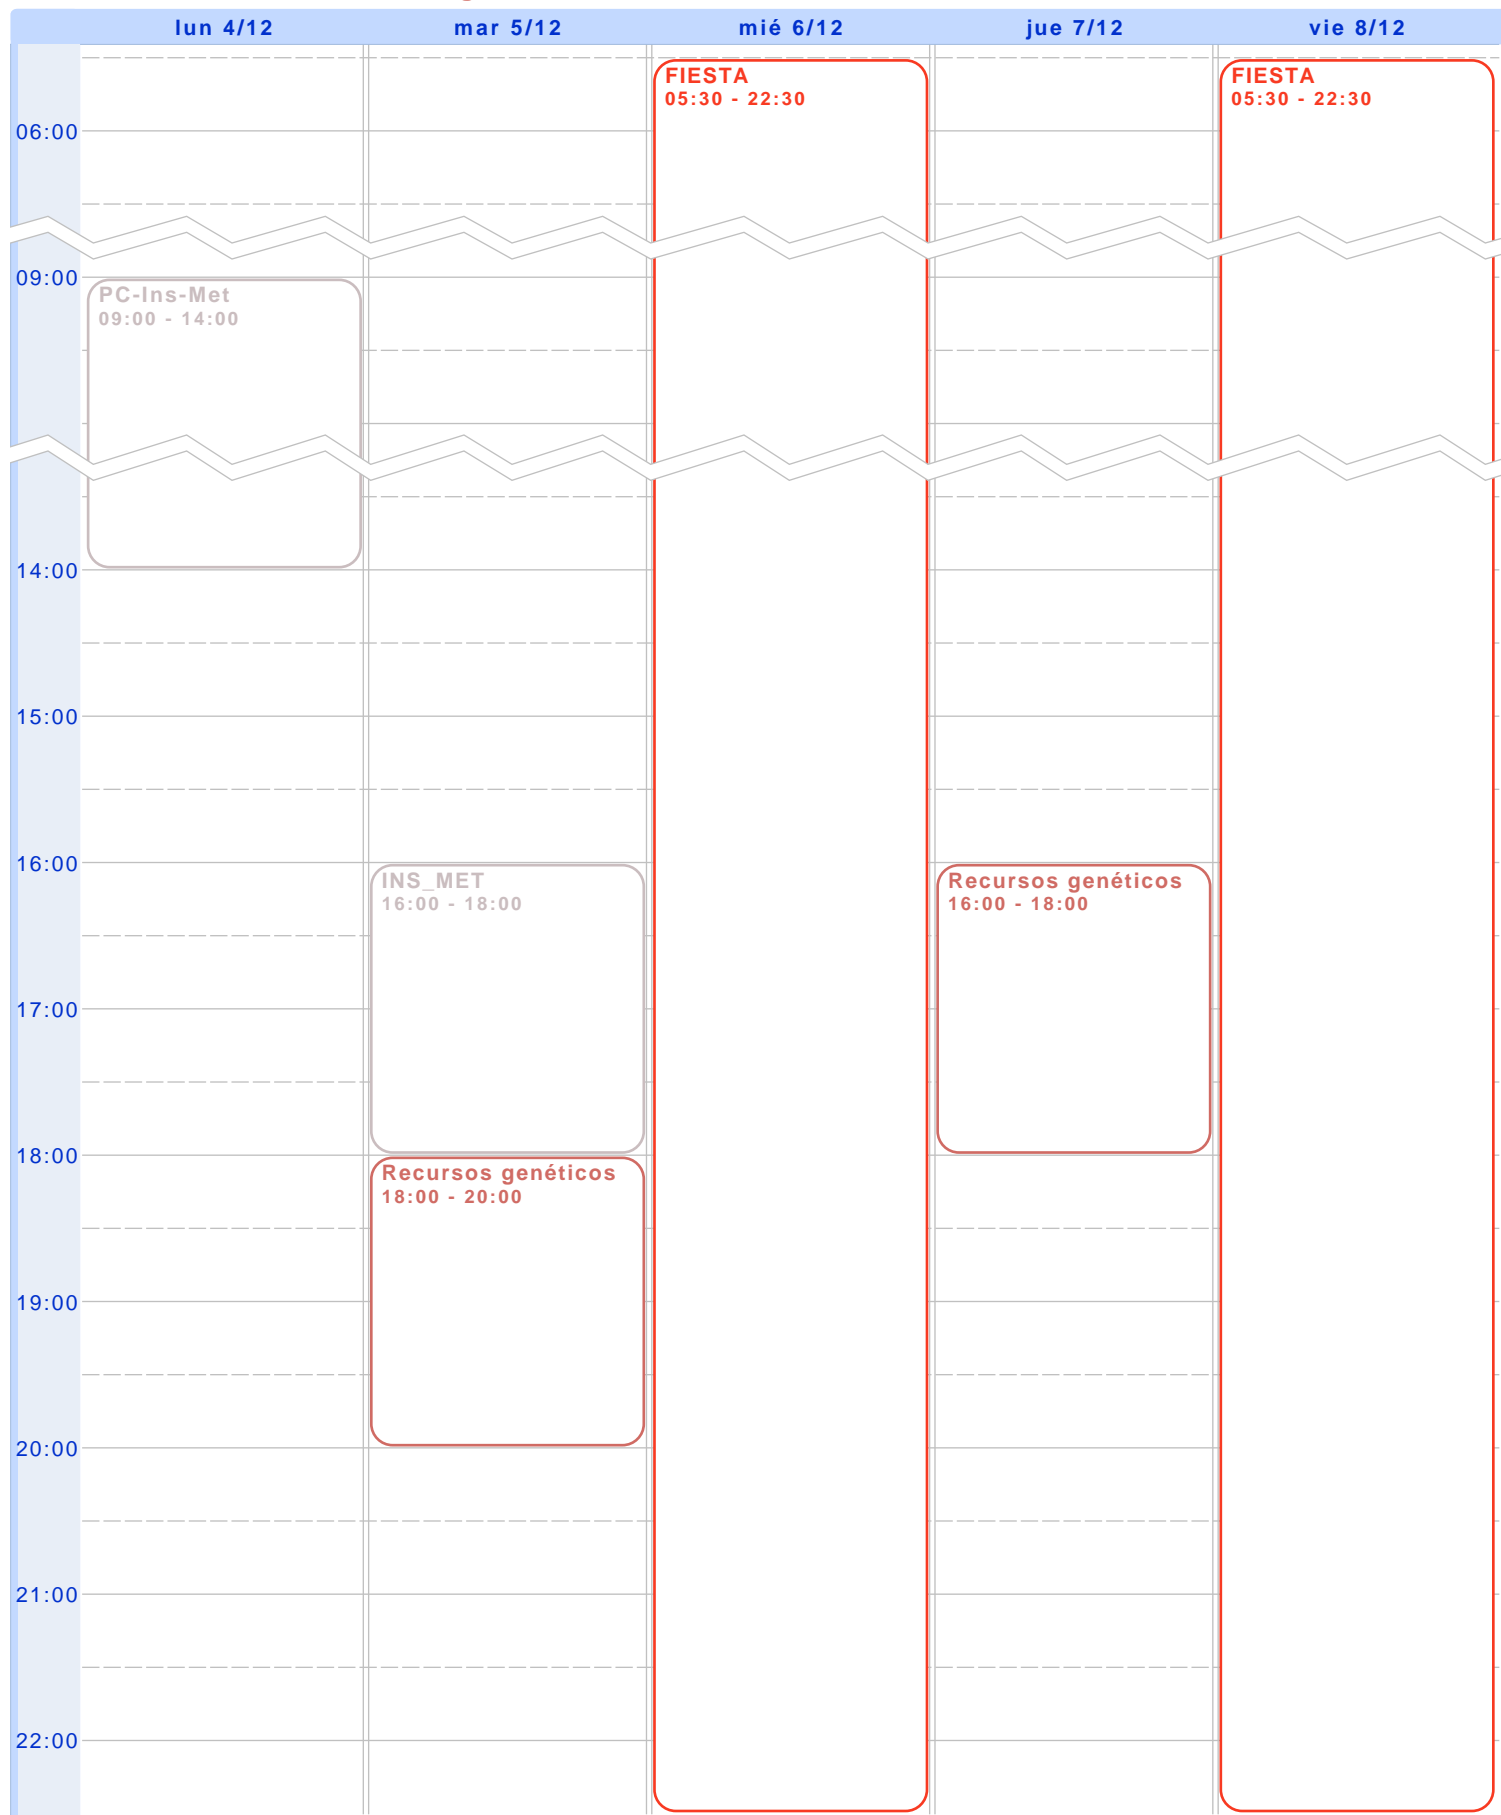 lun 4/12
mar 5/12
mié 6/12
jue 7/12
vie 8/12
FIESTA
05:30 - 22:30
FIESTA
05:30 - 22:30
06:00
09:00
PC-Ins-Met
09:00 - 14:00
14:00
15:00
16:00
INS_MET
16:00 - 18:00
Recursos genéticos
16:00 - 18:00
17:00
18:00
Recursos genéticos
18:00 - 20:00
19:00
20:00
21:00
22:00